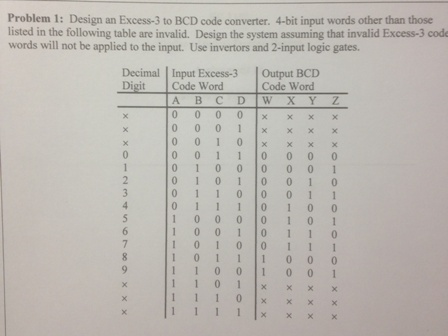 Problem 1: Design an Excess-3 to BCD code converter. 4-bit input words other than those
listed in the following table are invalid. Design the system assuming that invalid Excess-3 code
words will not be applied to the input. Use invertors and 2-input logic gates.
Decimal Input Excess-3 Output BCD
Digit Code Word Code Word
A B C D W X Y Z
x 0 0 0 0 x x x x
x 0 0 0 1 x x x x
x 0 0 1 0 x x x x
0 0 0 1 1 0 0 0 0
1 0 1 0 0 0 0 0 1
2 0 1 0 1 0 0 1 0
3 0 1 1 0 0 0 1 1
4 0 1 1 1 0 1 0 0
5 1 0 0 0 0 1 0 1
6 1 0 0 1 0 1 1 0
7 1 0 1 0 0 1 1 1
8 1 0 1 1 1 0 0 0
9 1 1 0 0 1 0 0 1
x 1 1 0 1 x x x x
x 1 1 1 0 x x x x
x 1 1 1 1 x x x x